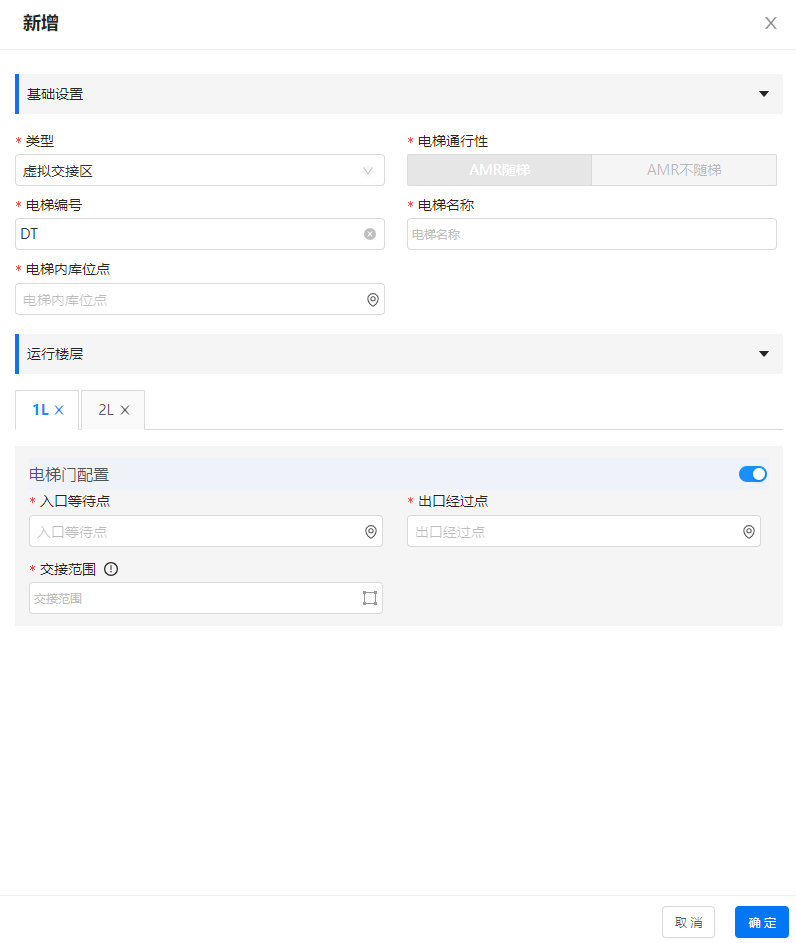 新增
基础设置
* 类型
* 电梯通行性
虚拟交接区
AMR随梯
AMR不随梯
* 电梯编号
* 电梯名称
DT
电梯名称
* 电梯内库位点
电梯内库位点
运行楼层
1L
2L
电梯门配置
* 入口等待点
* 出口经过点
入口等待点
出口经过点
* 交接范围
交接范围
取消
确定